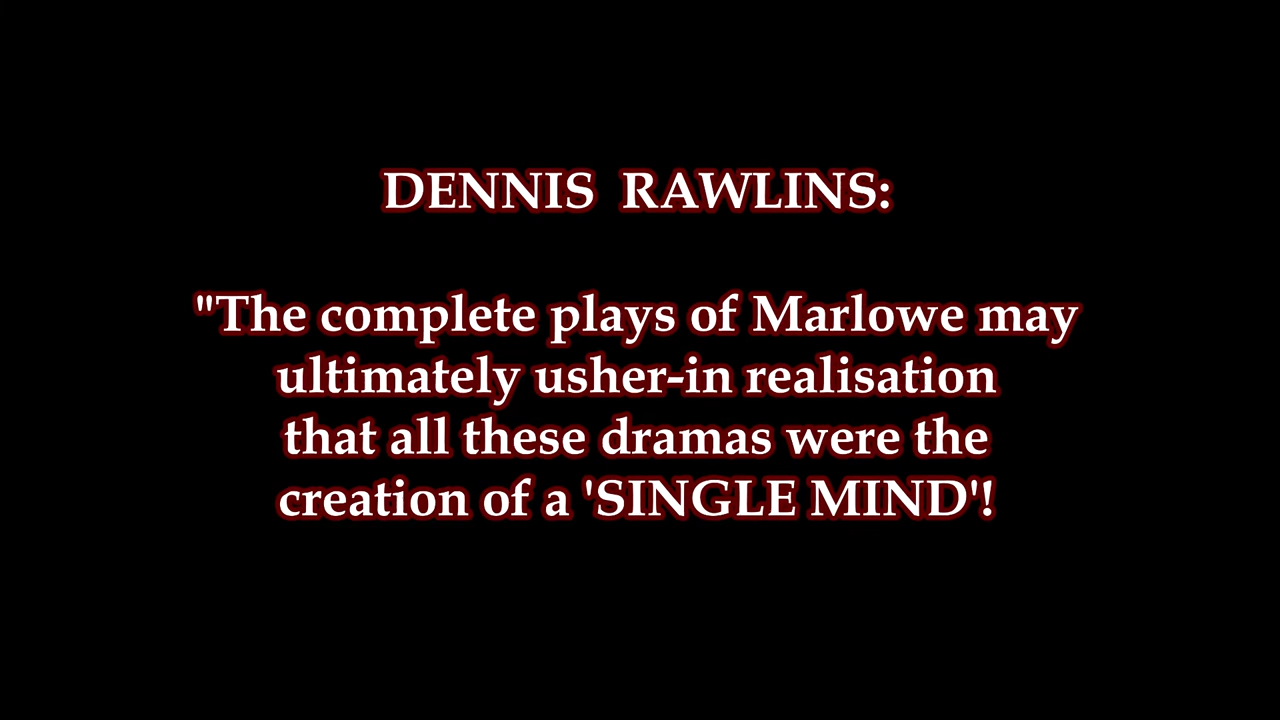 DENNIS RAWLINS:
"The complete plays of Marlowe may
ultimately usher-in realisation
that all these dramas were the
creation of a 'SINGLE MIND'!